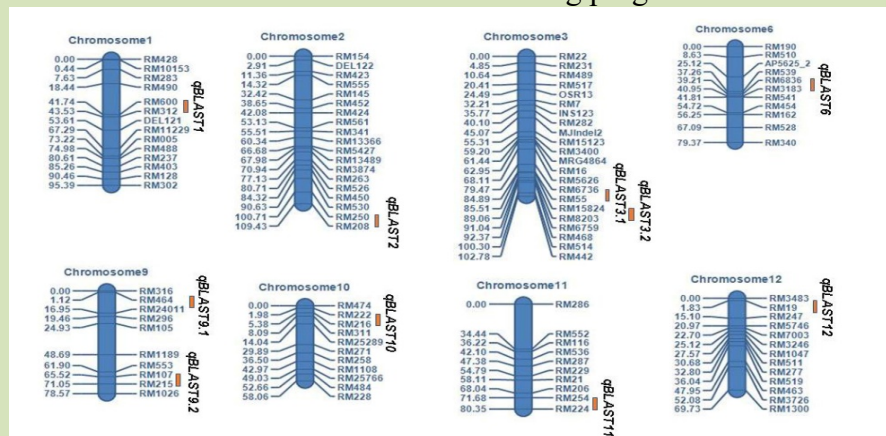 Chromosome1
0.00 RM428
0.44 RM10153
7.63 RM283
18.44 RM490
41.74 RM600
43.53 RM312
53.61 DEL121
67.29 RM11229
73.22 RM005
74.98 RM488
80.61 RM237
85.26 RM403
90.46 RM128
95.39 RM302
qBLAST1
Chromosome2
0.00 RM154
2.91 DEL122
11.36 RM423
14.32 RM555
32.42 RM145
38.65 RM452
42.08 RM424
53.13 RM561
55.51 RM341
60.34 RM13366
66.68 RM5427
67.98 RM13489
70.94 RM3874
77.13 RM263
80.71 RM526
84.32 RM450
90.63 RM530
100.71 RM250
109.43 RM208
qBLAST2
Chromosome3
0.00 RM22
4.85 RM231
10.64 RM489
20.41 RM517
24.49 OSR13
32.21 RM7
35.77 INS123
40.10 RM282
45.07 MJIndel2
55.31 RM15123
59.20 RM3400
61.44 MRG4864
62.95 RM16
68.11 RM5626
79.47 RM6736
84.89 RM55
85.51 RM15824
89.06 RM8203
91.04 RM6759
92.37 RM468
100.30 RM514
102.78 RM442
qBLAST3.1
qBLAST3.2
Chromosome6
0.00 RM190
8.63 RM510
25.12 AP5625_2
37.26 RM539
39.21 RM6836
40.95 RM3183
41.81 RM541
54.72 RM454
56.25 RM162
67.09 RM528
79.37 RM340
qBLAST6
Chromosome9
0.00 RM316
1.12 RM464
16.95 RM24011
19.46 RM296
24.93 RM105
48.69 RM1189
61.90 RM553
65.52 RM107
71.05 RM215
78.57 RM1026
qBLAST9.1
qBLAST9.2
Chromosome10
0.00 RM474
1.98 RM222
5.38 RM216
8.09 RM311
14.04 RM25289
29.89 RM271
36.50 RM258
42.97 RM1108
49.03 RM25766
52.66 RM484
58.06 RM228
qBLAST10
Chromosome11
0.00 RM286
34.44 RM552
36.22 RM116
42.10 RM536
47.38 RM287
54.79 RM229
58.11 RM21
68.04 RM206
71.68 RM254
80.35 RM224
qBLAST11
Chromosome12
0.00 RM3483
1.83 RM19
15.10 RM247
20.97 RM5746
22.70 RM7003
25.12 RM3246
27.57 RM1047
30.68 RM511
32.80 RM277
36.04 RM519
47.95 RM463
52.08 RM3726
69.73 RM1300
qBLAST12